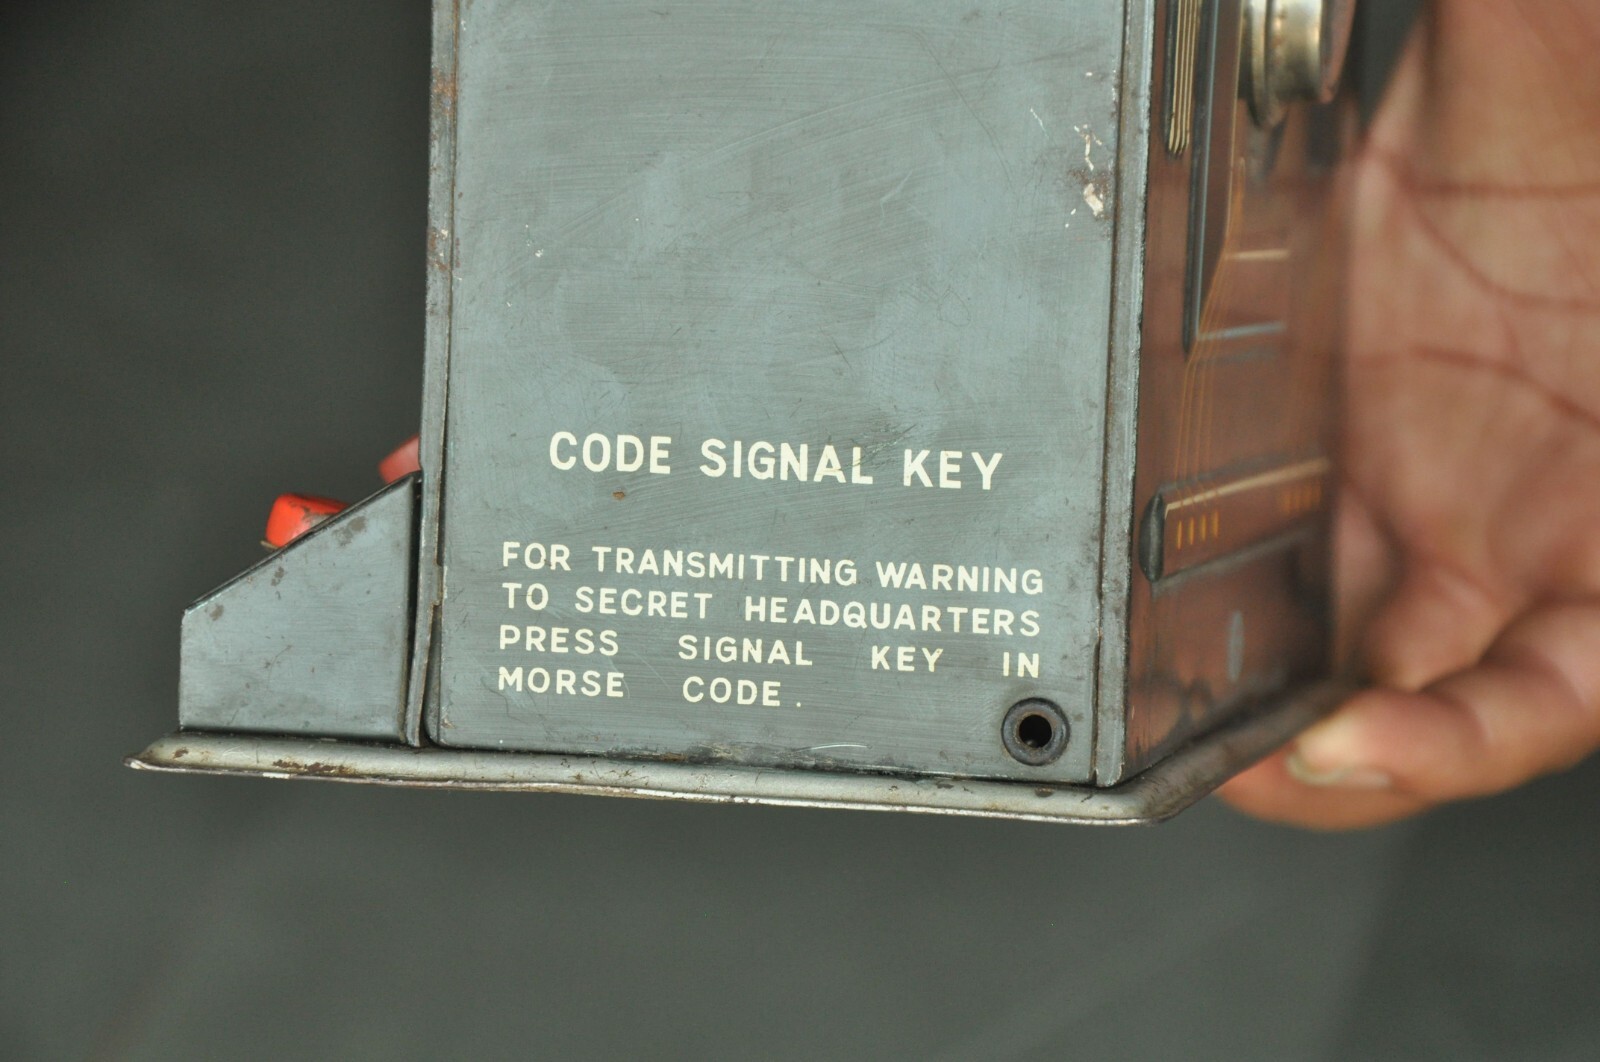 CODE SIGNAL KEY
FOR TRANSMITTING WARNING
TO SECRET HEADQUARTERS
PRESS SIGNAL KEY IN
MORSE CODE.